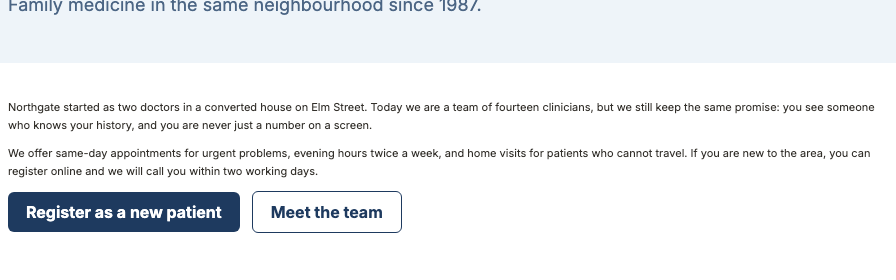 Family medicine in the same neighbourhood since 1987.
Northgate started as two doctors in a converted house on Elm Street. Today we are a team of fourteen clinicians, but we still keep the same promise: you see someone
who knows your history, and you are never just a number on a screen.
We offer same-day appointments for urgent problems, evening hours twice a week, and home visits for patients who cannot travel. If you are new to the area, you can
register online and we will call you within two working days.
Register as a new patient
Meet the team